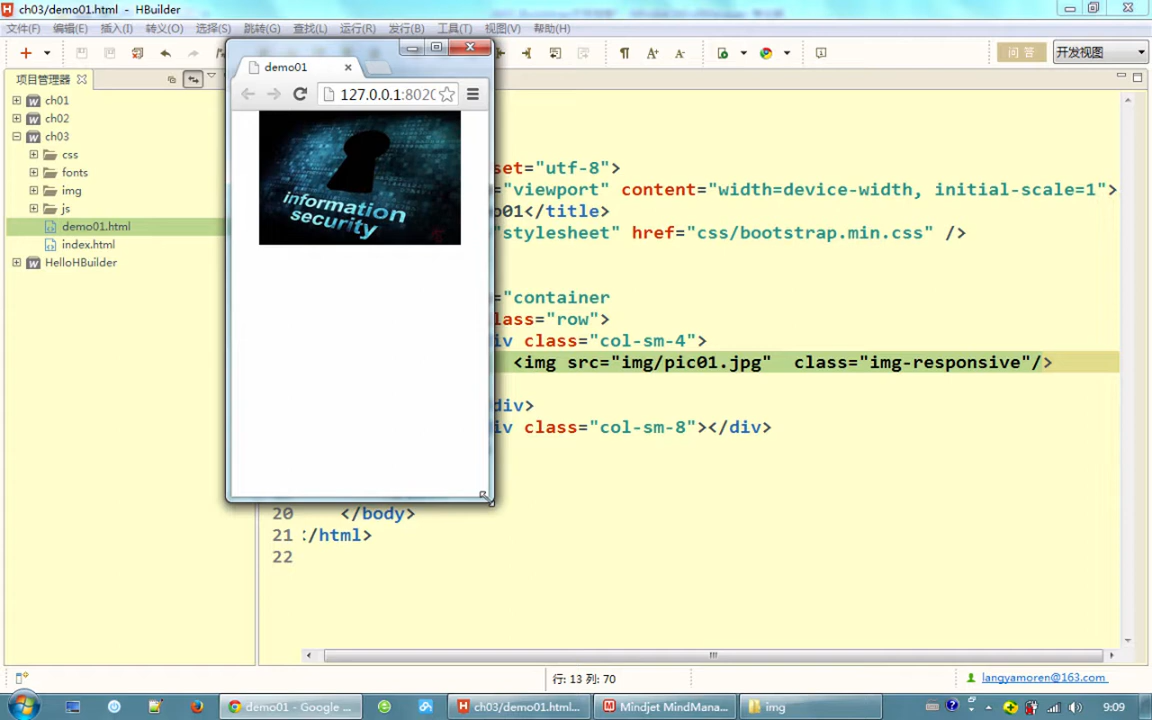 ch03/demo01.html - HBuilder
文件(F) 编辑(E) 插入(I) 转义(O) 选择(S) 跳转(G) 查找(L) 运行(R) 发行(B) 工具(T) 视图(V) 帮助(H)
问答
开发视图
项目管理器
ch01
ch02
ch03
css
fonts
img
js
demo01.html
index.html
HelloHBuilder
demo01
127.0.0.1:8020
information
security
set="utf-8">
="viewport" content="width=device-width, initial-scale=1">
o01</title>
="stylesheet" href="css/bootstrap.min.css" />
="container
lass="row">
iv class="col-sm-4">
<img src="img/pic01.jpg" class="img-responsive"/>
div>
iv class="col-sm-8"></div>
20 </body>
21 </html>
22
行: 13 列: 70
langyamoren@163.com
demo01 - Google ...
ch03/demo01.html...
Mindjet MindMana...
img
9:09